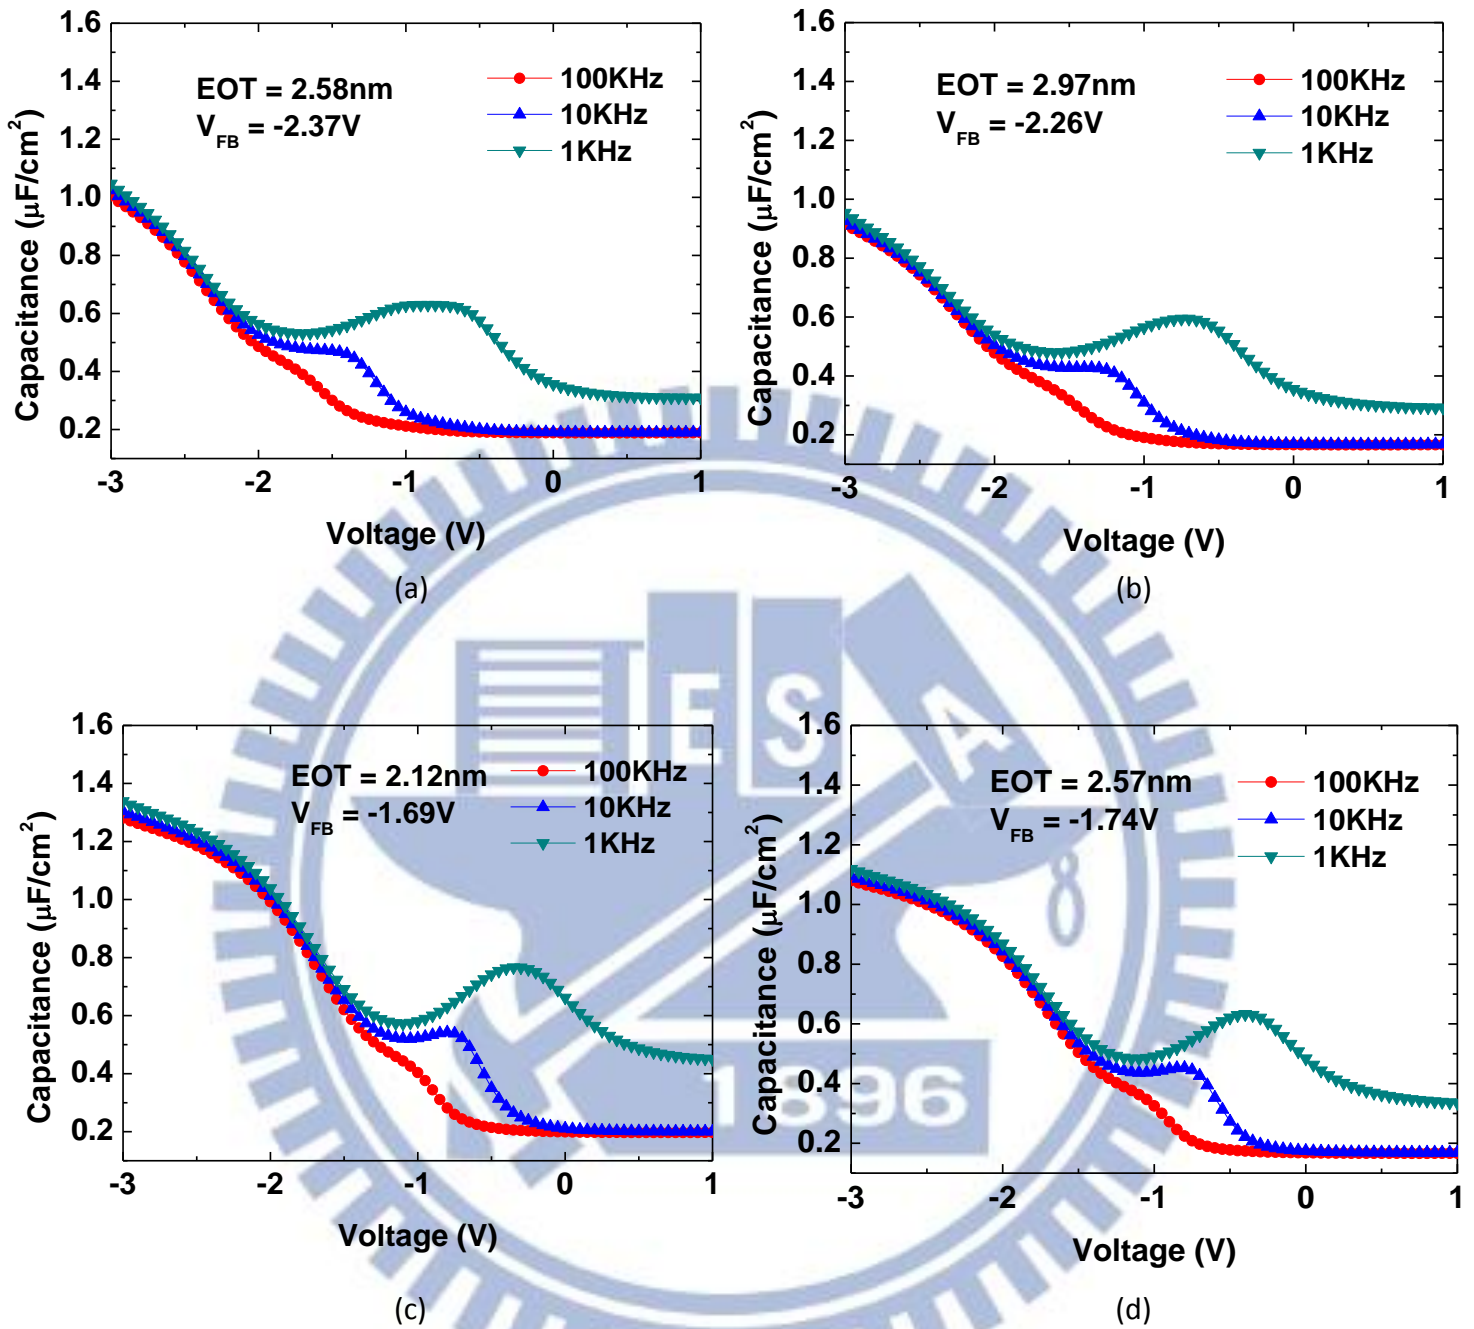 1.6
1.4
1.2
1.0
0.8
0.6
0.4
0.2
Capacitance (μF/cm²)
EOT = 2.58nm
V_FB = -2.37V
100KHz
10KHz
1KHz
-3 -2 -1 0 1
Voltage (V)
(a)
1.6
1.4
1.2
1.0
0.8
0.6
0.4
0.2
Capacitance (μF/cm²)
EOT = 2.97nm
V_FB = -2.26V
100KHz
10KHz
1KHz
-3 -2 -1 0 1
Voltage (V)
(b)
ESA
1896
1.6
1.4
1.2
1.0
0.8
0.6
0.4
0.2
Capacitance (μF/cm²)
EOT = 2.12nm
V_FB = -1.69V
100KHz
10KHz
1KHz
-3 -2 -1 0 1
Voltage (V)
(c)
1.6
1.4
1.2
1.0
0.8
0.6
0.4
0.2
Capacitance (μF/cm²)
EOT = 2.57nm
V_FB = -1.74V
100KHz
10KHz
1KHz
-3 -2 -1 0 1
Voltage (V)
(d)